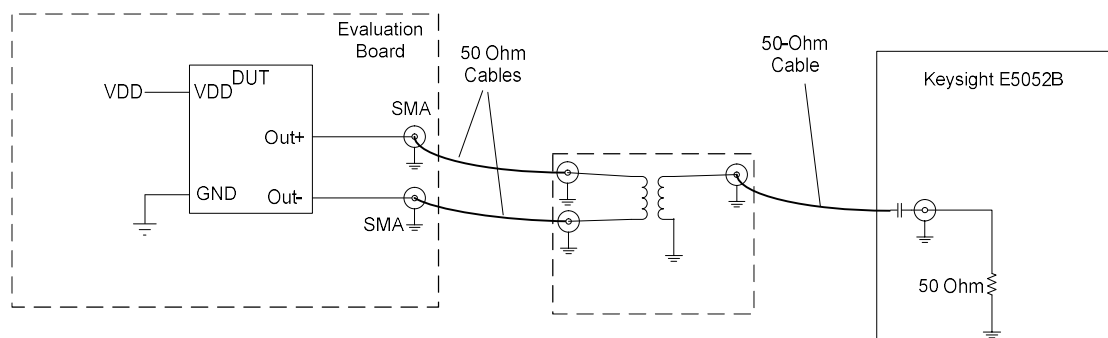 Evaluation
Board
50 Ohm
Cables
50-Ohm
Cable
Keysight E5052B
DUT
VDD
VDD
SMA
Out+
GND
Out-
SMA
50 Ohm